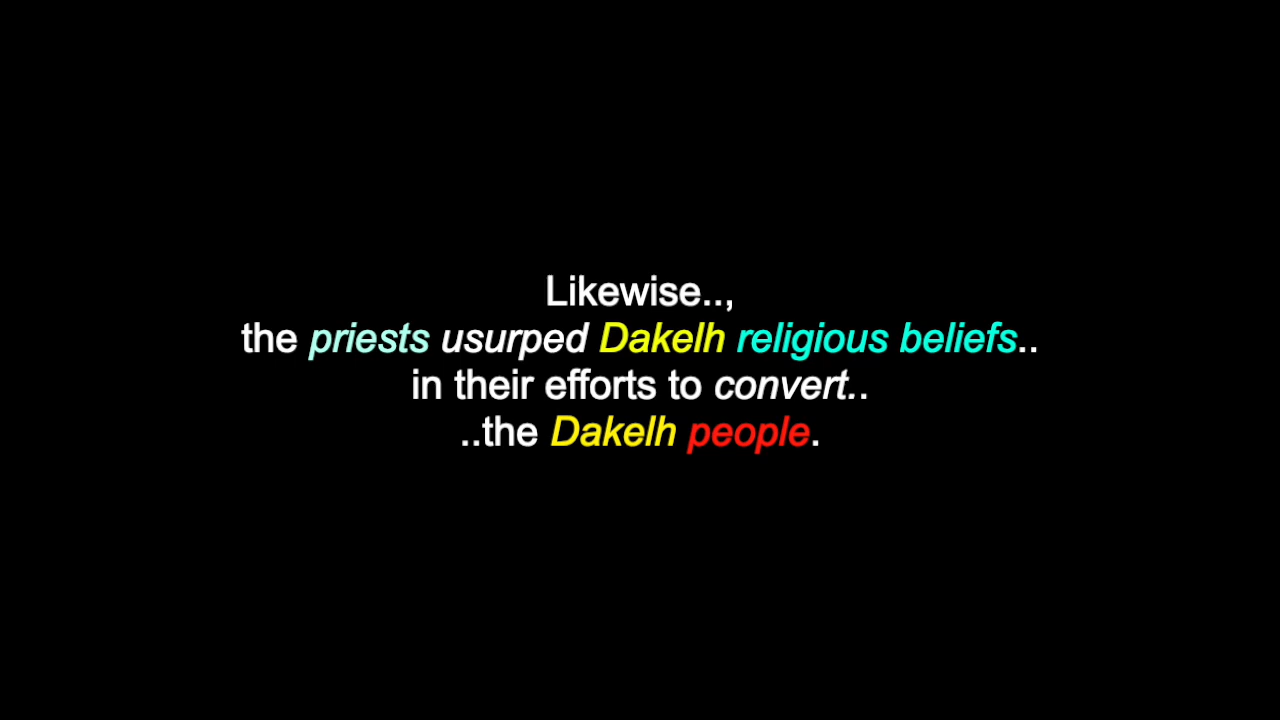 Likewise..,
the priests usurped Dakelh religious beliefs..
in their efforts to convert..
..the Dakelh people.